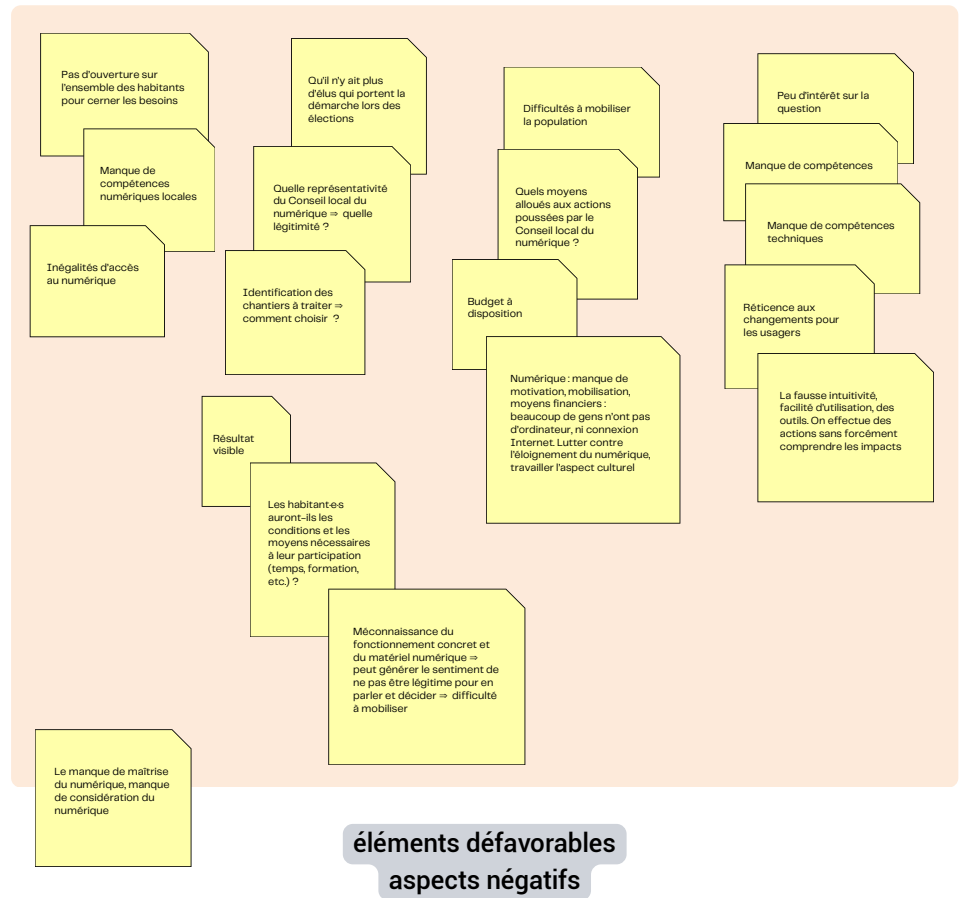 Pas d'ouverture sur
l'ensemble des habitants
pour cerner les besoins
Manque de
compétences
numériques locales
Inégalités d'accès
au numérique
Qu'il n'y ait plus
d'élus qui portent la
démarche lors des
élections
Quelle représentativité
du Conseil local du
numérique ⇒ quelle
légitimité ?
Identification des
chantiers à traiter ⇒
comment choisir ?
Difficultés à mobiliser
la population
Quels moyens
alloués aux actions
poussées par le
Conseil local du
numérique ?
Budget à
disposition
Numérique : manque de
motivation, mobilisation,
moyens financiers :
beaucoup de gens n'ont pas
d'ordinateur, ni connexion
Internet. Lutter contre
l'éloignement du numérique,
travailler l'aspect culturel
Peu d'intérêt sur la
question
Manque de compétences
Manque de compétences
techniques
Réticence aux
changements pour
les usagers
La fausse intuitivité,
facilité d'utilisation, des
outils. On effectue des
actions sans forcément
comprendre les impacts
Résultat
visible
Les habitant·e·s
auront-ils les
conditions et les
moyens nécessaires
à leur participation
(temps, formation,
etc.) ?
Méconnaissance du
fonctionnement concret et
du matériel numérique ⇒
peut générer le sentiment de
ne pas être légitime pour en
parler et décider ⇒ difficulté
à mobiliser
Le manque de maîtrise
du numérique, manque
de considération du
numérique
éléments défavorables
aspects négatifs